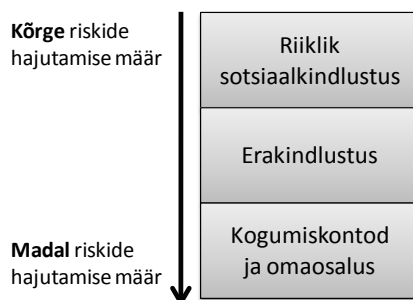 Kõrge riskide
hajutamise määr
Riiklik
sotsiaalkindlustus
Erakindlustus
Kogumiskontod
ja omaosalus
Madal riskide
hajutamise määr